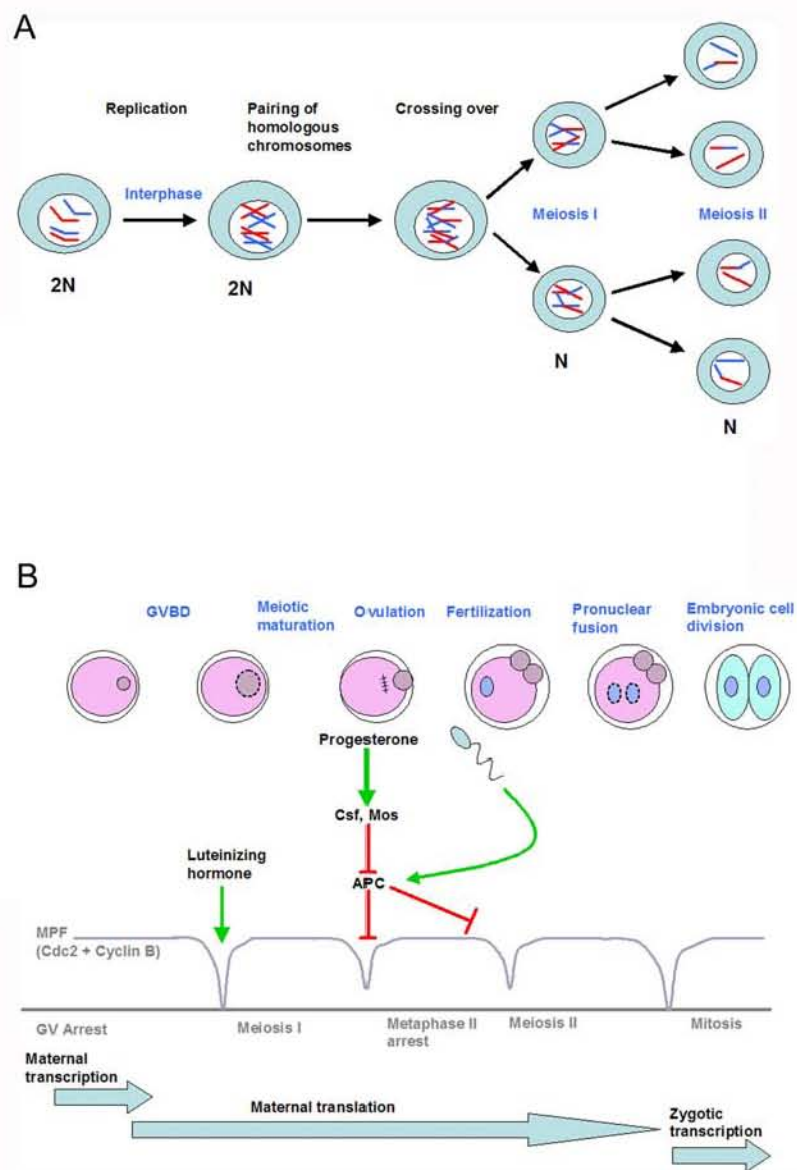 A
Replication
Pairing of
homologous
chromosomes
Crossing over
Interphase
Meiosis I
Meiosis II
2N
2N
N
N
B
GVBD
Meiotic
maturation
Ovulation
Fertilization
Pronuclear
fusion
Embryonic cell
division
Progesterone
Csf, Mos
Luteinizing
hormone
APC
MPF
(Cdc2 + Cyclin B)
GV Arrest
Meiosis I
Metaphase II
arrest
Meiosis II
Mitosis
Maternal
transcription
Maternal translation
Zygotic
transcription